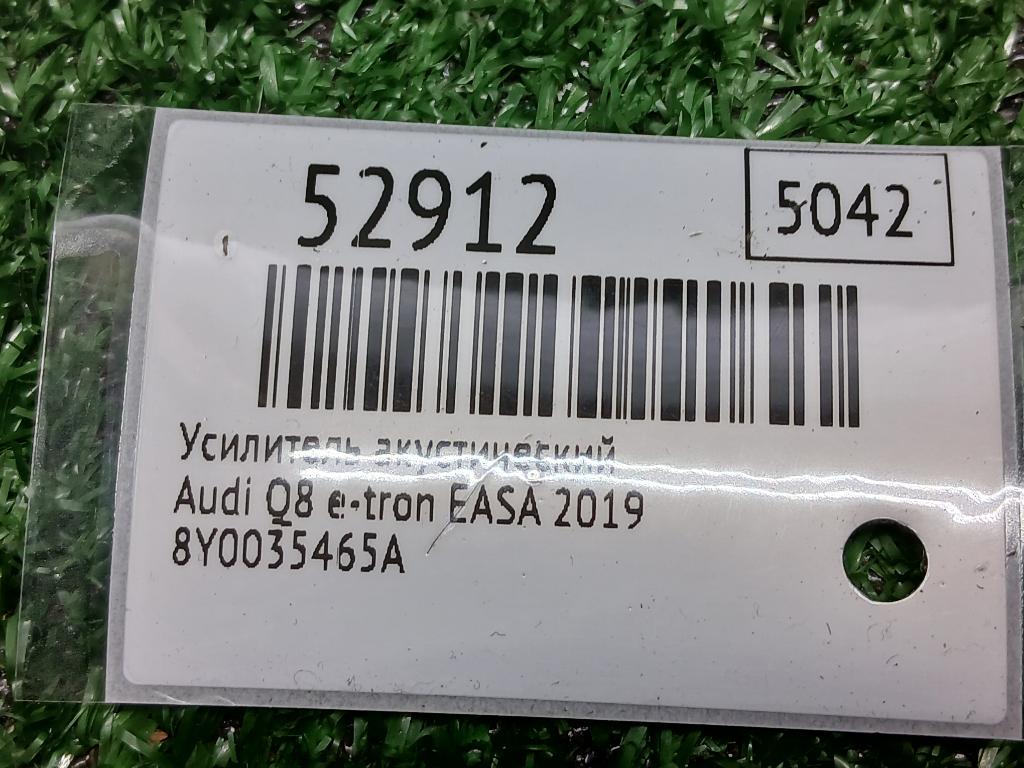 52912
5042
Усилитель акустический
Audi Q8 e-tron EASA 2019
8Y0035465A